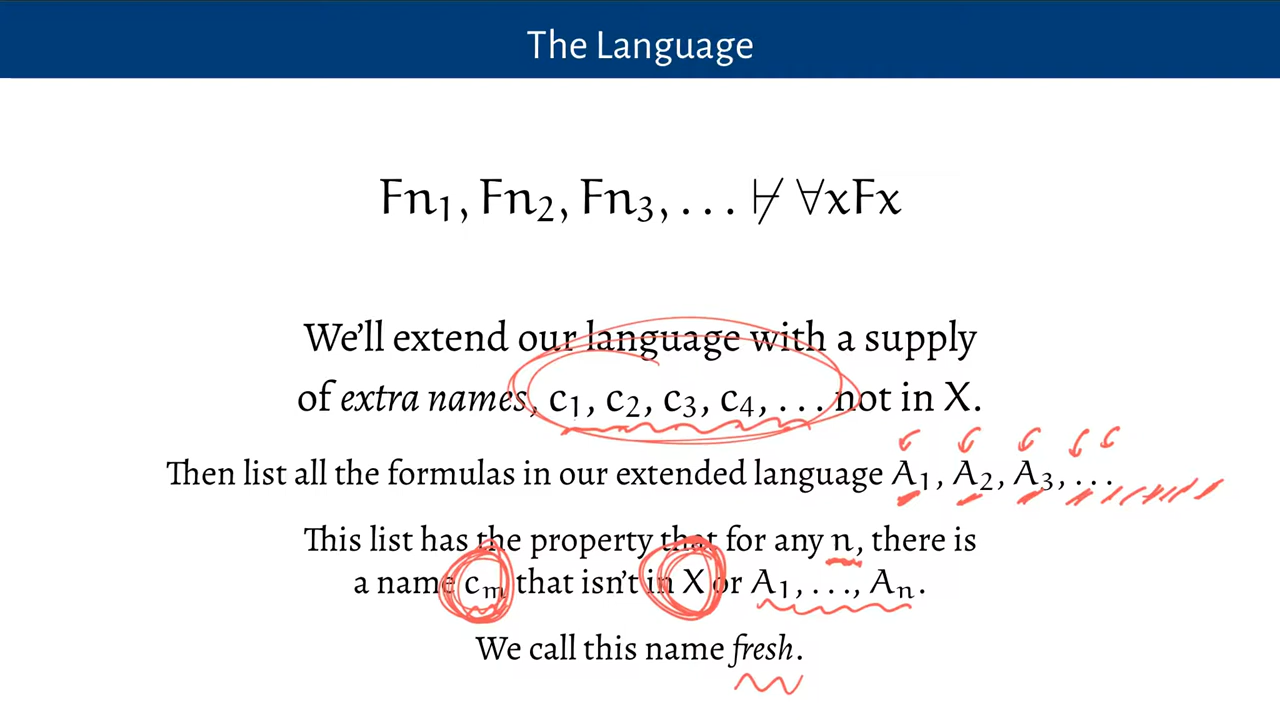 The Language
Fn₁, Fn₂, Fn₃, . . . ⊬ ∀xFx
We’ll extend our language with a supply
of extra names, c₁, c₂, c₃, c₄, . . . not in X.
Then list all the formulas in our extended language A₁, A₂, A₃, . . .
This list has the property that for any n, there is
a name cₘ that isn’t in X or A₁, . . . , Aₙ.
We call this name fresh.